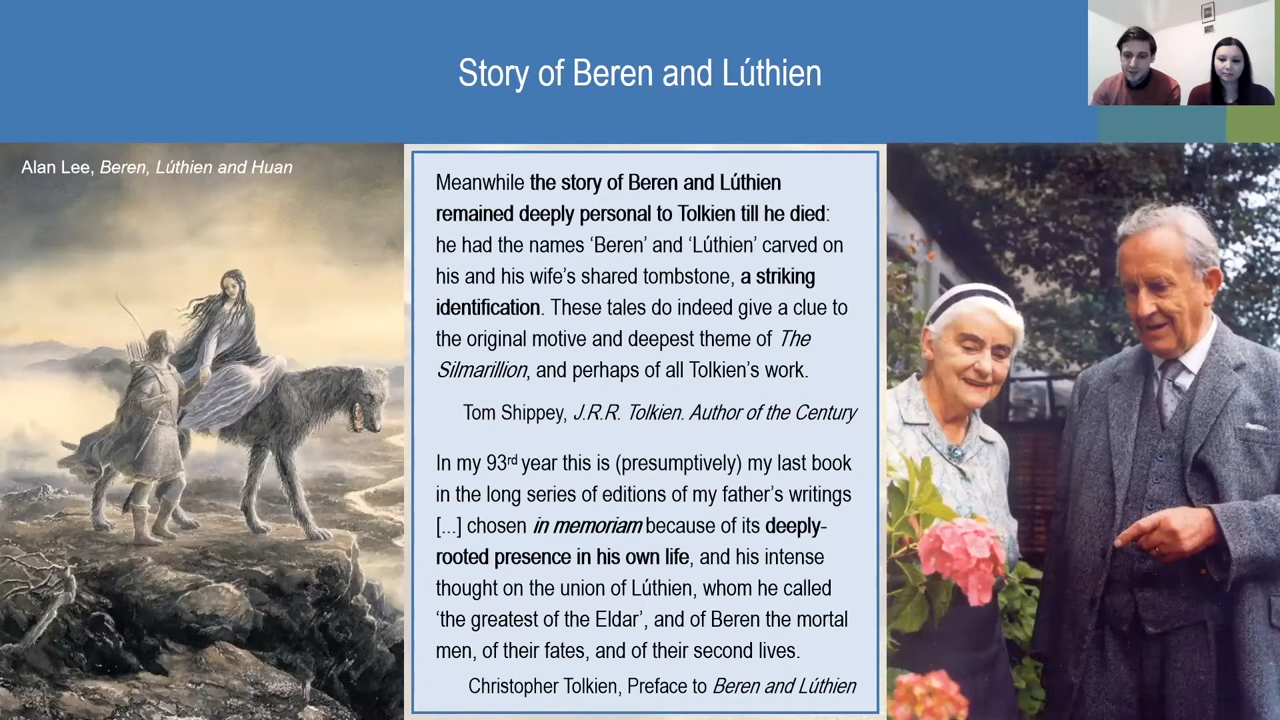 Story of Beren and Lúthien
Alan Lee, Beren, Lúthien and Huan
Meanwhile the story of Beren and Lúthien
remained deeply personal to Tolkien till he died:
he had the names ‘Beren’ and ‘Lúthien’ carved on
his and his wife’s shared tombstone, a striking
identification. These tales do indeed give a clue to
the original motive and deepest theme of The
Silmarillion, and perhaps of all Tolkien’s work.
Tom Shippey, J.R.R. Tolkien. Author of the Century
In my 93rd year this is (presumptively) my last book
in the long series of editions of my father’s writings
[...] chosen in memoriam because of its deeply-
rooted presence in his own life, and his intense
thought on the union of Lúthien, whom he called
‘the greatest of the Eldar’, and of Beren the mortal
men, of their fates, and of their second lives.
Christopher Tolkien, Preface to Beren and Lúthien